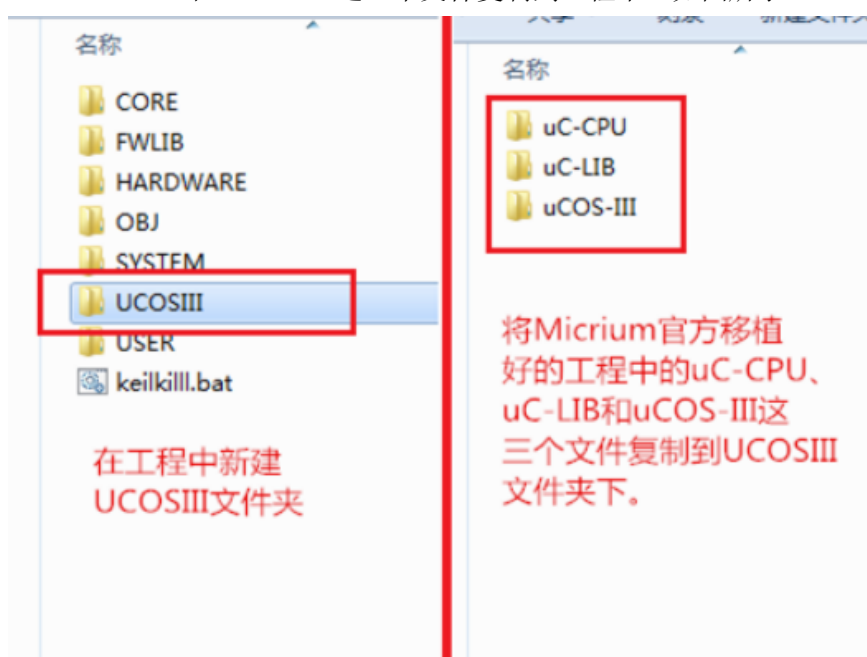 名称
CORE
FWLIB
HARDWARE
OBJ
SYSTEM
UCOSIII
USER
keilkilll.bat
在工程中新建
UCOSIII文件夹
名称
uC-CPU
uC-LIB
uCOS-III
将Micrium官方移植
好的工程中的uC-CPU、
uC-LIB和uCOS-III这
三个文件复制到UCOSIII
文件夹下。